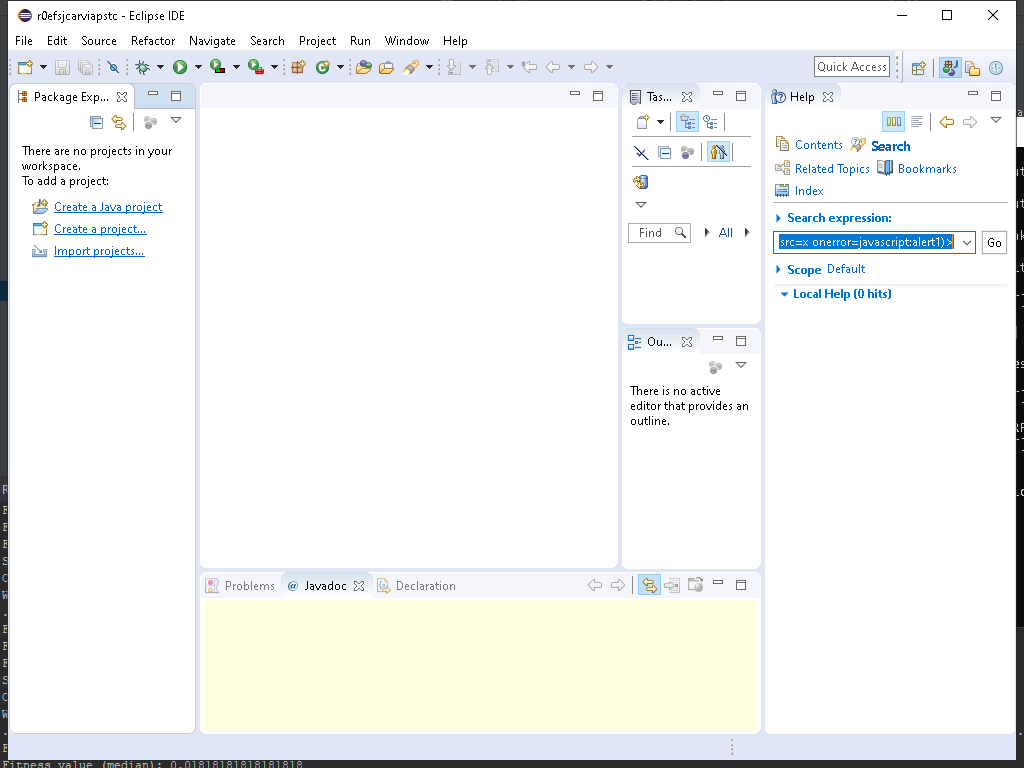 r0efsjcarviapstc - Eclipse IDE
File Edit Source Refactor Navigate Search Project Run Window Help
Quick Access
Package Exp...
There are no projects in your
workspace.
To add a project:
Create a Java project
Create a project...
Import projects...
Tas...
Find
All
Ou...
There is no active
editor that provides an
outline.
Help
Contents
Search
Related Topics
Bookmarks
Index
Search expression:
src=x onerror=javascript:alert1)>
Go
Scope Default
Local Help (0 hits)
Problems
@ Javadoc
Declaration
Fitness value (median): 0.01818181818181818